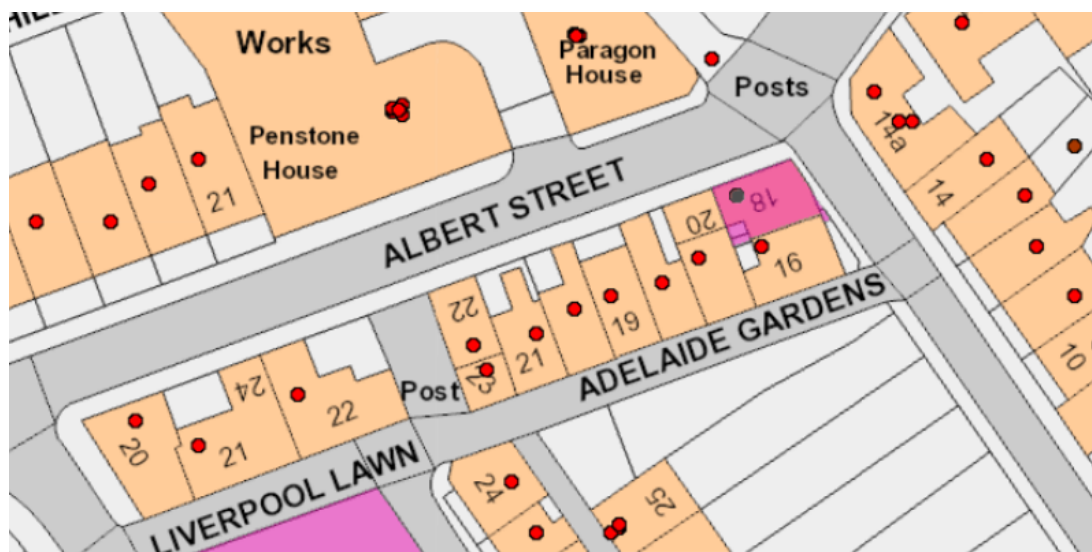 Works
Paragon
House
Posts
Penstone
House
21
14a
14
ALBERT STREET
18
20
16
22
19
21
23
ADELAIDE GARDENS
10
Post
24
22
20
21
LIVERPOOL LAWN
24
25